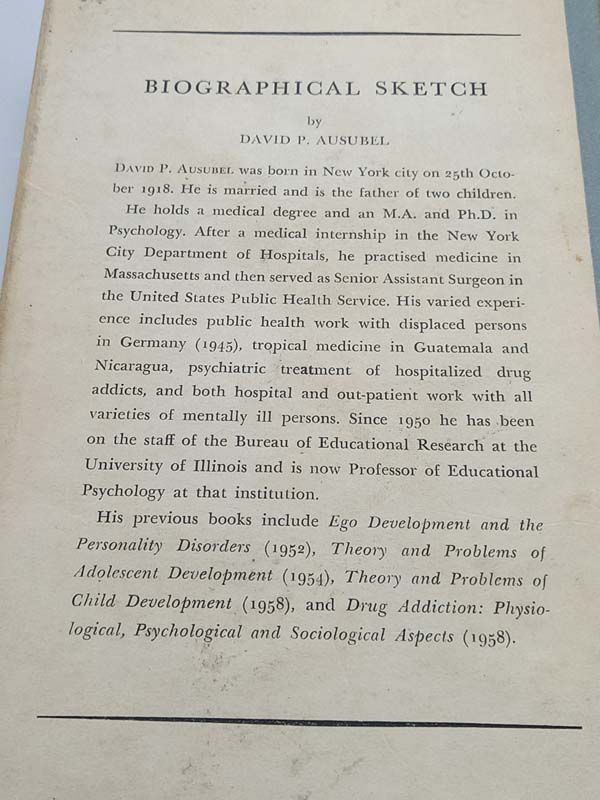 BIOGRAPHICAL SKETCH
by
DAVID P. AUSUBEL
DAVID P. AUSUBEL was born in New York city on 25th Octo-
ber 1918. He is married and is the father of two children.
He holds a medical degree and an M.A. and Ph.D. in
Psychology. After a medical internship in the New York
City Department of Hospitals, he practised medicine in
Massachusetts and then served as Senior Assistant Surgeon in
the United States Public Health Service. His varied experi-
ence includes public health work with displaced persons
in Germany (1945), tropical medicine in Guatemala and
Nicaragua, psychiatric treatment of hospitalized drug
addicts, and both hospital and out-patient work with all
varieties of mentally ill persons. Since 1950 he has been
on the staff of the Bureau of Educational Research at the
University of Illinois and is now Professor of Educational
Psychology at that institution.
His previous books include Ego Development and the
Personality Disorders (1952), Theory and Problems of
Adolescent Development (1954), Theory and Problems of
Child Development (1958), and Drug Addiction: Physio-
logical, Psychological and Sociological Aspects (1958).